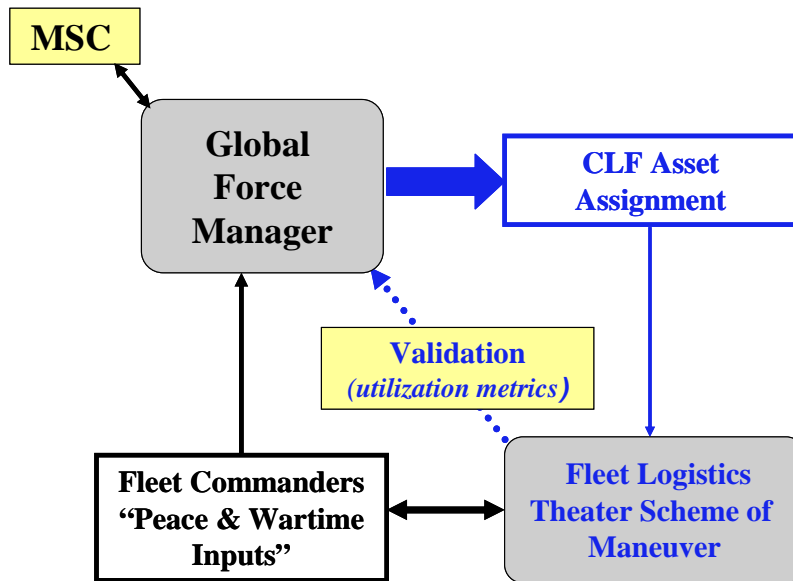 MSC
Global
Force
Manager
CLF Asset
Assignment
Validation
(utilization metrics)
Fleet Commanders
“Peace & Wartime
Inputs”
Fleet Logistics
Theater Scheme of
Maneuver